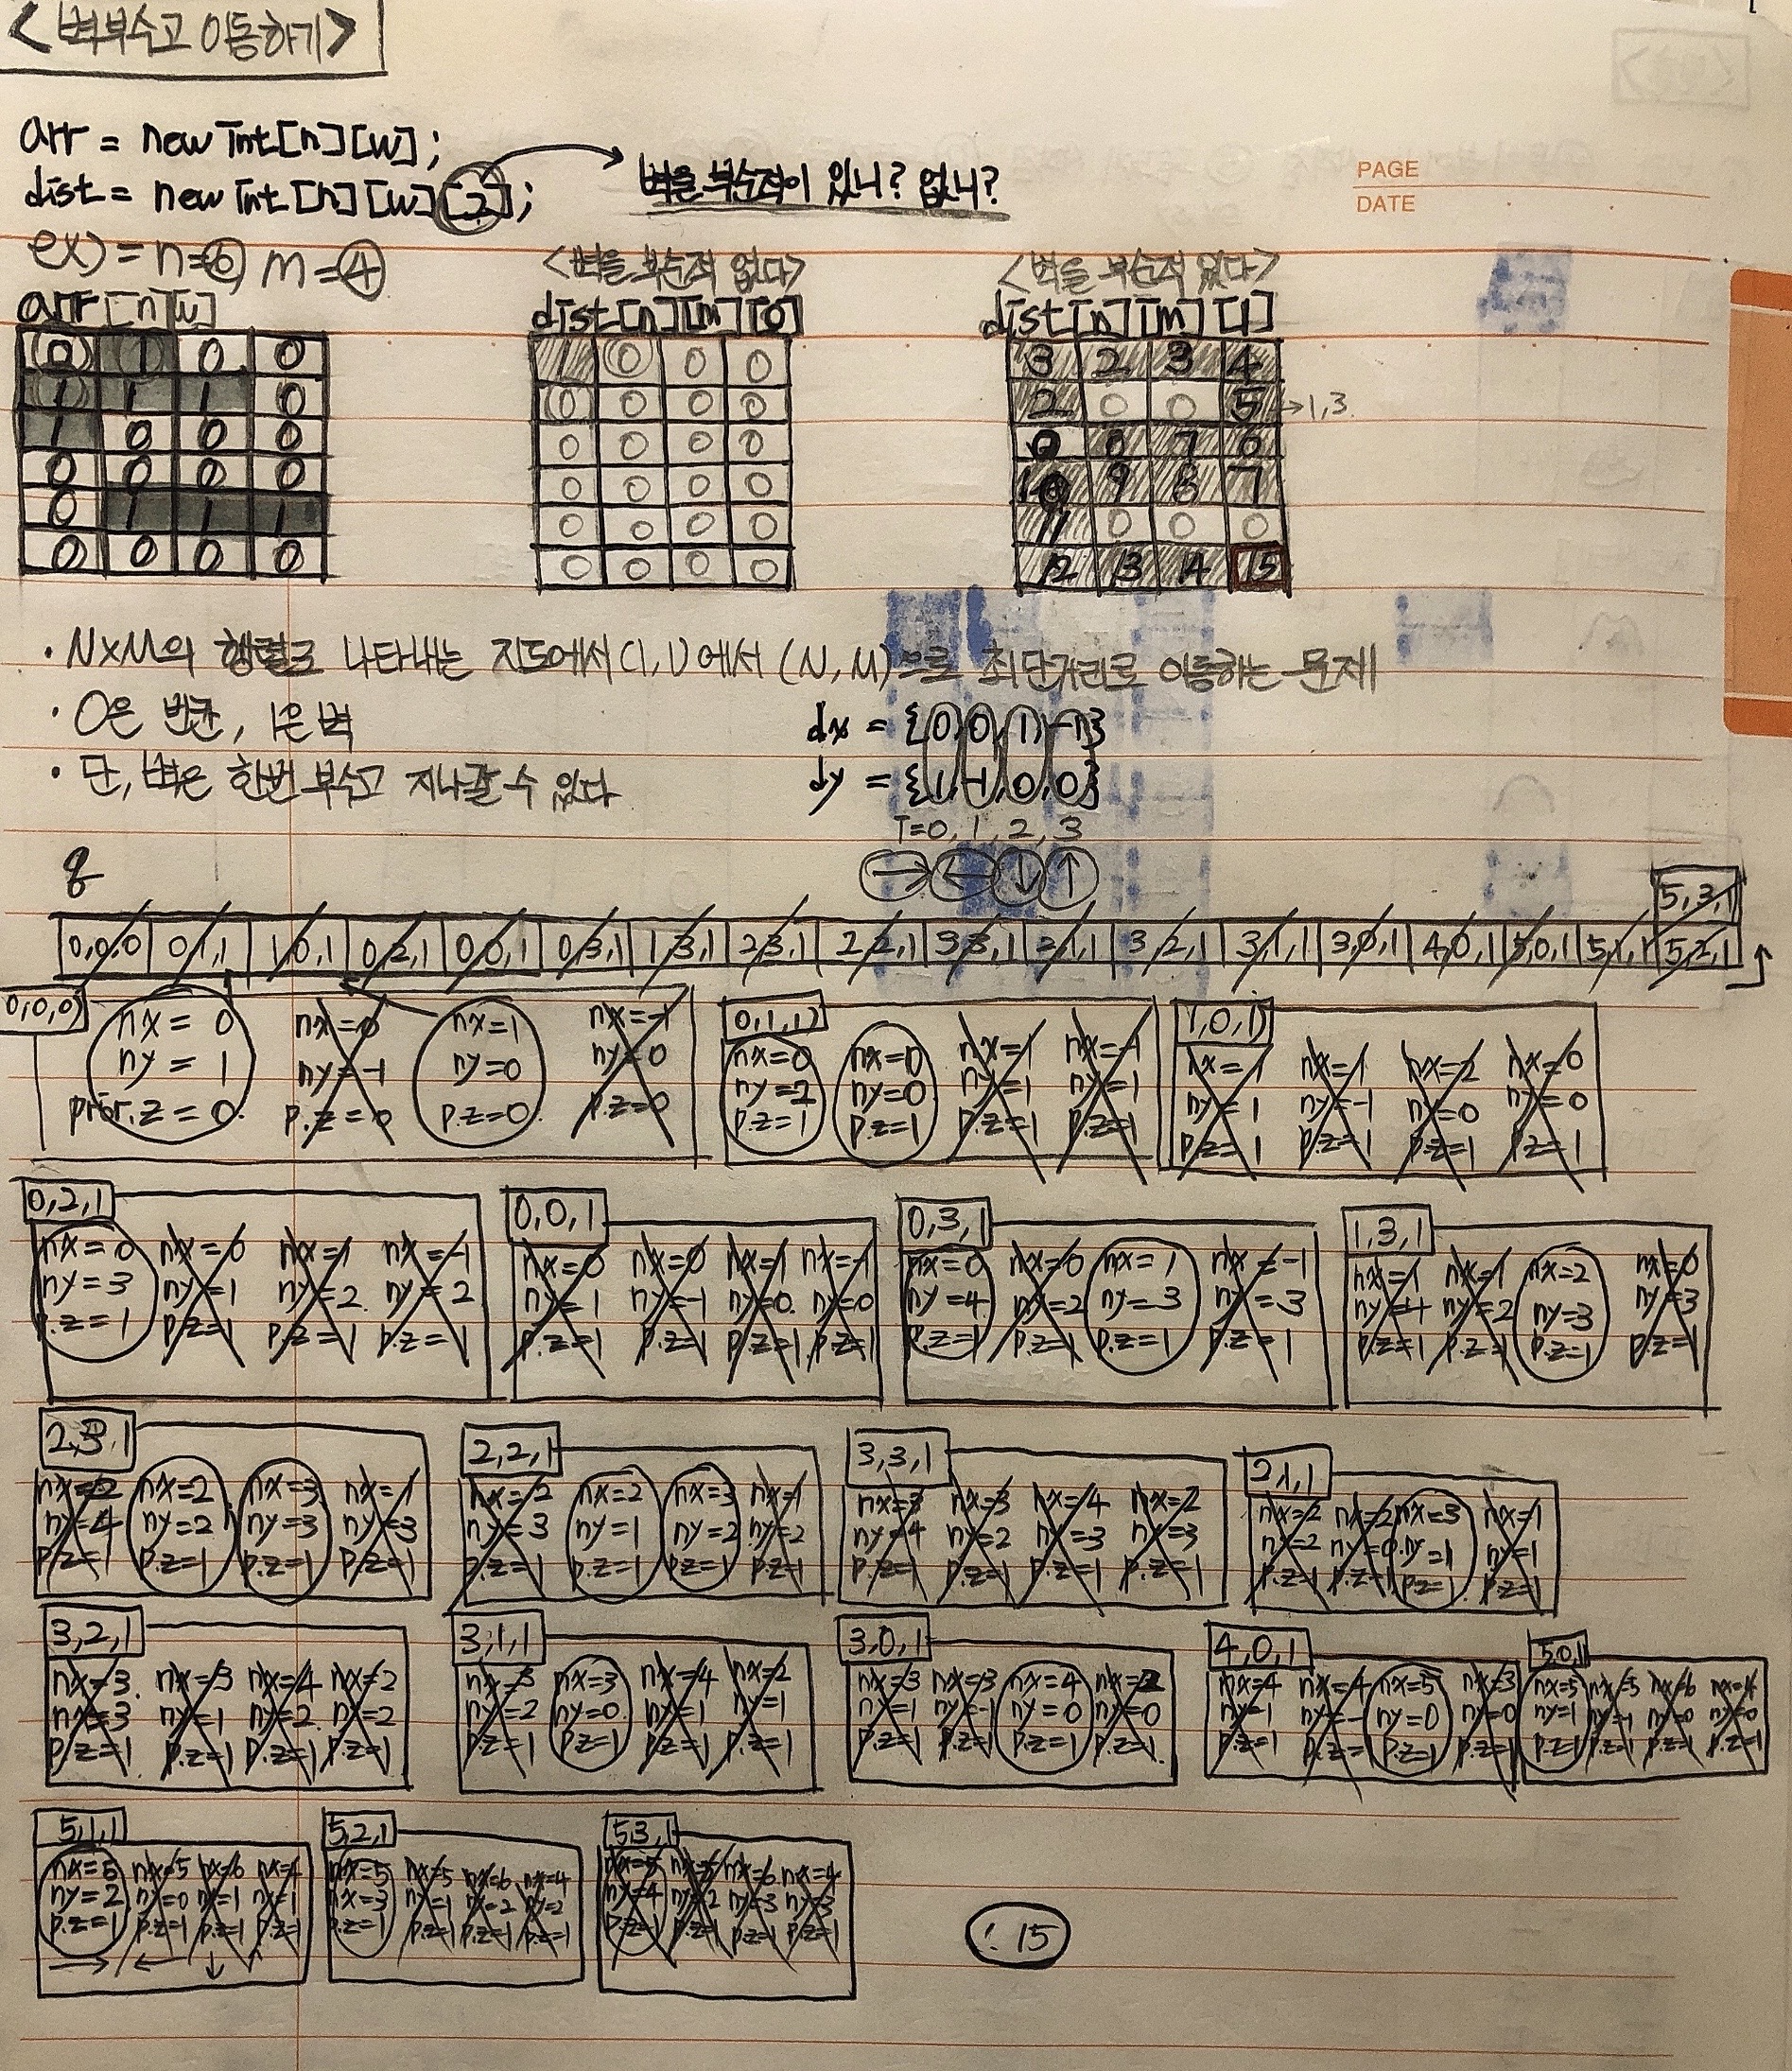 <벽부수고 이동하기>
arr = new int[n][w];
dist = new int[n][w][2];
벽을 부순적이 있니? 없니?
PAGE
DATE
ex) = n=6 m=4
<벽을 부순적 없다>
<벽을 부순적 있다>
arr[n][w]
dist[n][m][0]
dist[n][m][1]
0 1 0 0
1 0 0 0
3 2 3 4
1 1 1 0
0 0 0 0
2 0 0 5 →1,3
1 0 0 0
0 0 0 0
0 8 7 6
0 0 0 0
0 0 0 0
10 9 8 7
0 1 1 1
0 0 0 0
11 0 0 0
0 0 0 0
0 0 0 0
12 13 14 15
· N×M의 행렬로 나타내는 지도에서 (1,1)에서 (N,M)으로 최단거리로 이동하는 문제
· 0은 빈칸, 1은 벽
dx = {0,0,1,-1}
· 단, 벽은 한번 부수고 지나갈 수 있다
dy = {1,-1,0,0}
i=0, 1, 2, 3
→ ← ↓ ↑
q
5,3,1
0,0,0 0,1,1 1,0,1 0,2,1 0,0,1 0,3,1 1,3,1 2,3,1 2,2,1 3,3,1 2,1,1 3,2,1 3,1,1 3,0,1 4,0,1 5,0,1 5,1,1 5,2,1
0,0,0
nx=0 nx=0 nx=1 nx=-1
ny=1 ny=-1 ny=0 ny=0
p.z=0 p.z=0 p.z=0
0,1,1
nx=0 nx=0 nx=1 nx=-1
ny=2 ny=0 ny=1 ny=1
p.z=1 p.z=1 p.z=1 p.z=1
1,0,1
nx=1 nx=1 nx=2 nx=0
ny=1 ny=-1 ny=0 ny=0
p.z=1 p.z=1 p.z=1 p.z=1
0,2,1
nx=0 nx=0 nx=1 nx=-1
ny=3 ny=1 ny=2 ny=2
p.z=1 p.z=1 p.z=1 p.z=1
0,0,1
nx=0 nx=0 nx=1 nx=-1
ny=1 ny=-1 ny=0 ny=0
p.z=1 p.z=1 p.z=1 p.z=1
0,3,1
nx=0 nx=0 nx=1 nx=-1
ny=4 ny=2 ny=3 ny=3
p.z=1 p.z=1 p.z=1 p.z=1
1,3,1
nx=1 nx=1 nx=2 nx=0
ny=4 ny=2 ny=3 ny=3
p.z=1 p.z=1 p.z=1 p.z=1
2,3,1
nx=2 nx=2 nx=3 nx=1
ny=4 ny=2 ny=3 ny=3
p.z=1 p.z=1 p.z=1 p.z=1
2,2,1
nx=2 nx=2 nx=3 nx=1
ny=3 ny=1 ny=2 ny=2
p.z=1 p.z=1 p.z=1 p.z=1
3,3,1
nx=3 nx=3 nx=4 nx=2
ny=4 ny=2 ny=3 ny=3
p.z=1 p.z=1 p.z=1 p.z=1
2,1,1
nx=2 nx=2 nx=3 nx=1
ny=2 ny=0 ny=1 ny=1
p.z=1 p.z=1 p.z=1 p.z=1
3,2,1
nx=3 nx=3 nx=4 nx=2
nx=3 ny=1 ny=2 nx=2
p.z=1 p.z=1 p.z=1 p.z=1
3,1,1
nx=3 nx=3 nx=4 nx=2
ny=2 ny=0 ny=1 ny=1
p.z=1 p.z=1 p.z=1 p.z=1
3,0,1
nx=3 nx=3 nx=4 nx=2
ny=1 ny=-1 ny=0 ny=0
p.z=1 p.z=1 p.z=1 p.z=1
4,0,1
nx=4 nx=4 nx=5 nx=3
ny=1 ny=- ny=0 ny=0
p.z=1 p.z=1 p.z=1 p.z=1
5,0,1
nx=5 nx=5 nx=6 nx=4
ny=1 ny=-1 ny=0 ny=0
p.z=1 p.z=1 p.z=1 p.z=1
5,1,1
nx=5 nx=5 nx=6 nx=4
ny=2 ny=0 ny=1 nx=1
p.z=1 p.z=1 p.z=1 p.z=1
→ ← ↓ ↑
5,2,1
nx=5 nx=5 nx=6 nx=4
nx=3 ny=1 ny=2 ny=2
p.z=1 p.z=1 p.z=1 p.z=1
5,3,1
nx=5 nx=5 nx=6 nx=4
ny=4 ny=2 ny=3 ny=3
p.z=1 p.z=1 p.z=1 p.z=1
: 15